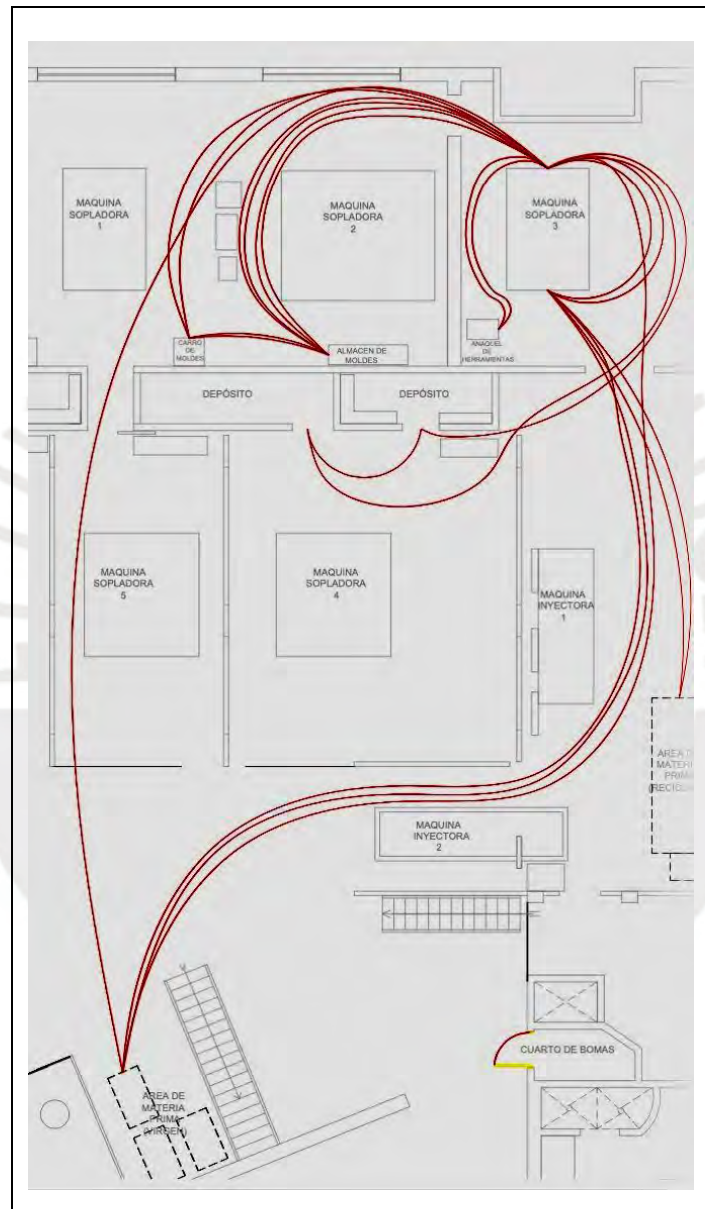 MAQUINA
SOPLADORA
1
MAQUINA
SOPLADORA
2
MAQUINA
SOPLADORA
3
CARRO
DE
MOLDES
ALMACEN DE
MOLDES
ANAQUEL
DE
HERRAMIENTAS
DEPÓSITO
DEPÓSITO
MAQUINA
SOPLADORA
5
MAQUINA
SOPLADORA
4
MAQUINA
INYECTORA
1
AREA D
MATERI
PRIMA
(RECICL
MAQUINA
INYECTORA
2
CUARTO DE BOMAS
AREA DE
MATERIA
PRIMA
(VIRGEN)